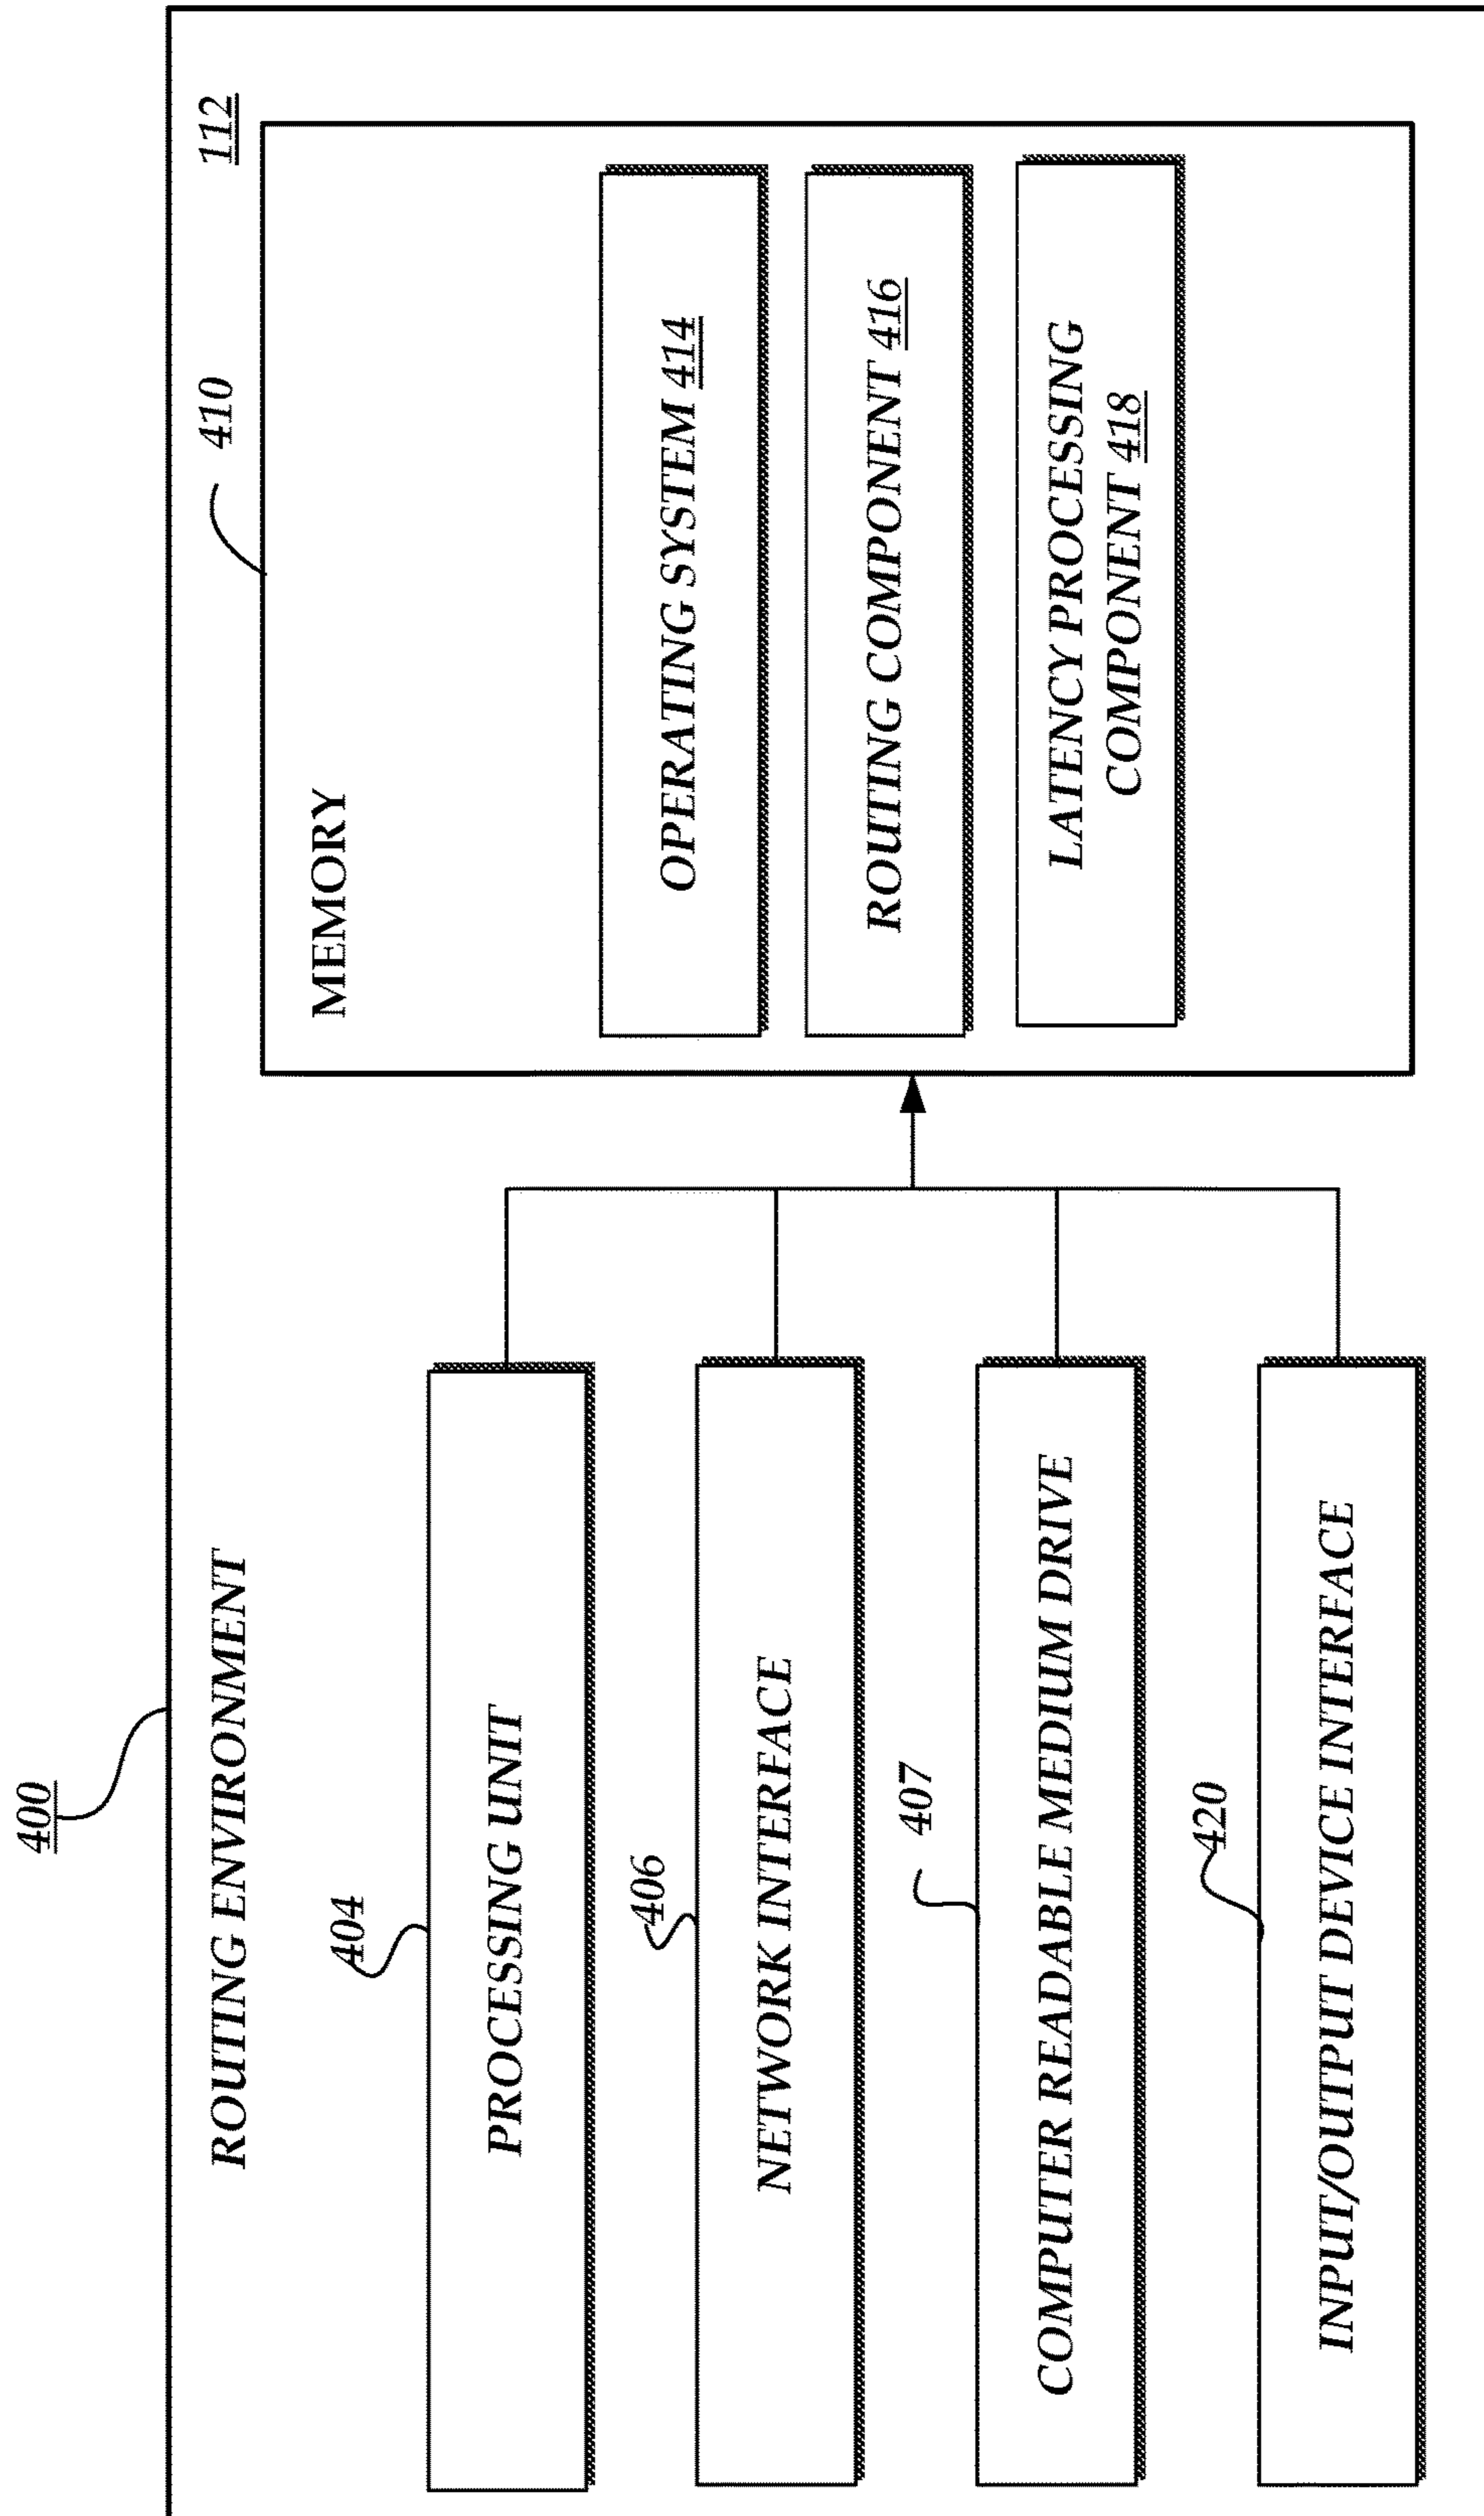 400
ROUTING ENVIRONMENT
404
PROCESSING UNIT
406
NETWORK INTERFACE
407
COMPUTER READABLE MEDIUM DRIVE
420
INPUT/OUTPUT DEVICE INTERFACE
410
112
MEMORY
OPERATING SYSTEM 414
ROUTING COMPONENT 416
LATENCY PROCESSING
COMPONENT 418